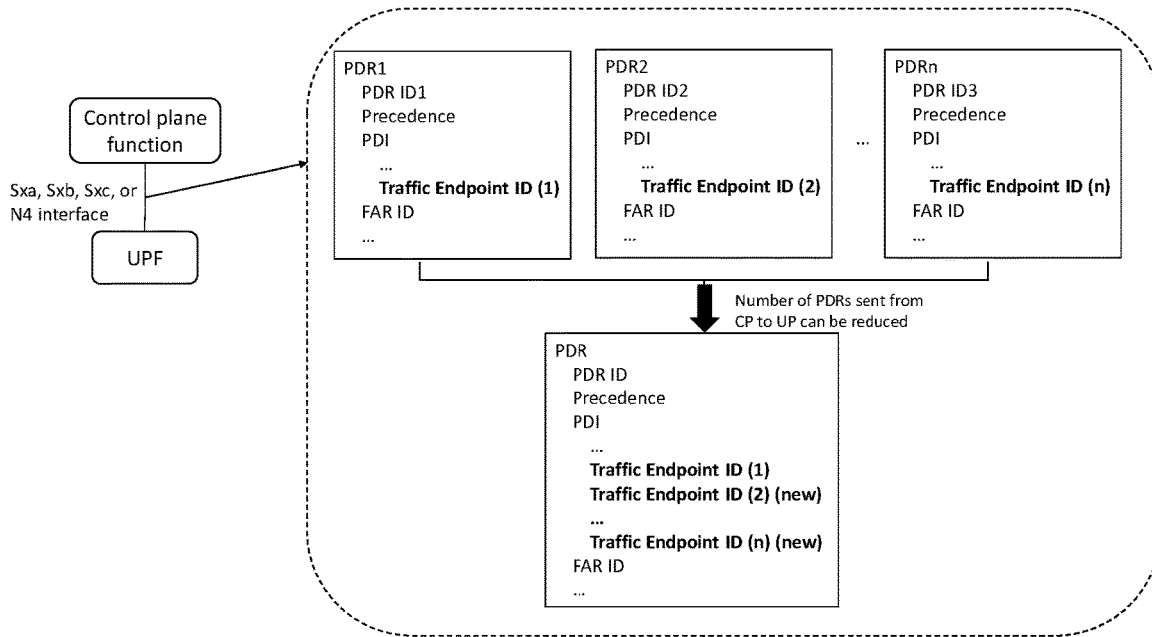 Control plane
function
Sxa, Sxb, Sxc, or
N4 interface
UPF
PDR1
PDR ID1
Precedence
PDI
...
Traffic Endpoint ID (1)
FAR ID
...
PDR2
PDR ID2
Precedence
PDI
...
Traffic Endpoint ID (2)
FAR ID
...
...
PDRn
PDR ID3
Precedence
PDI
...
Traffic Endpoint ID (n)
FAR ID
...
Number of PDRs sent from
CP to UP can be reduced
PDR
PDR ID
Precedence
PDI
...
Traffic Endpoint ID (1)
Traffic Endpoint ID (2) (new)
...
Traffic Endpoint ID (n) (new)
FAR ID
...